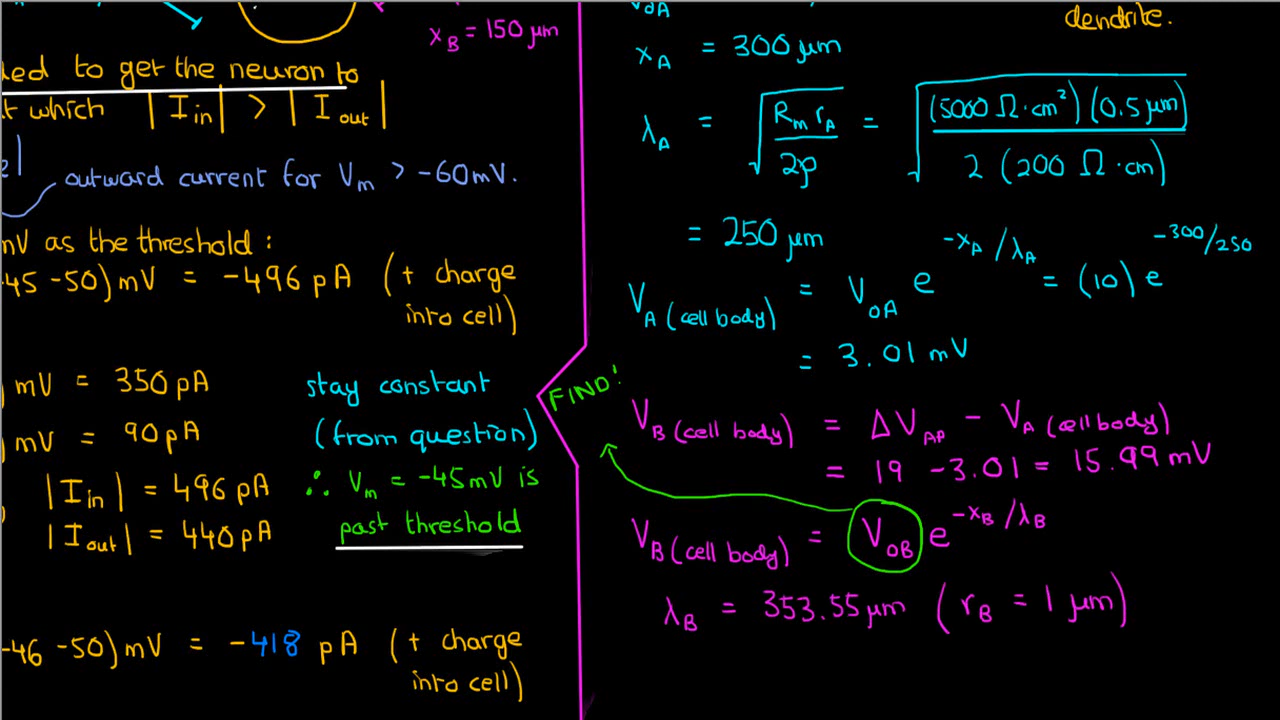 x_B = 150 μm
ed to get the neuron to
t which |I_in| > |I_out|
outward current for V_m > -60mV.
mV as the threshold:
45 -50) mV = -496 pA (+ charge
into cell)
) mV = 350 pA
) mV = 90 pA
stay constant
(from question)
|I_in| = 496 pA
|I_out| = 440 pA
∴ V_m = -45mV is
past threshold
-46 -50) mV = -418 pA (+ charge
into cell)
V_0A
dendrite.
x_A = 300 μm
λ_A = √(R_m r_A / 2ρ) = √((5000 Ω·cm²)(0.5 μm) / 2 (200 Ω·cm))
= 250 μm
V_A (cell body) = V_0A e^(-x_A/λ_A) = (10) e^(-300/250)
= 3.01 mV
FIND!
V_B (cell body) = ΔV_AP - V_A (cell body)
= 19 - 3.01 = 15.99 mV
V_B (cell body) = V_0B e^(-x_B/λ_B)
λ_B = 353.55 μm (r_B = 1 μm)